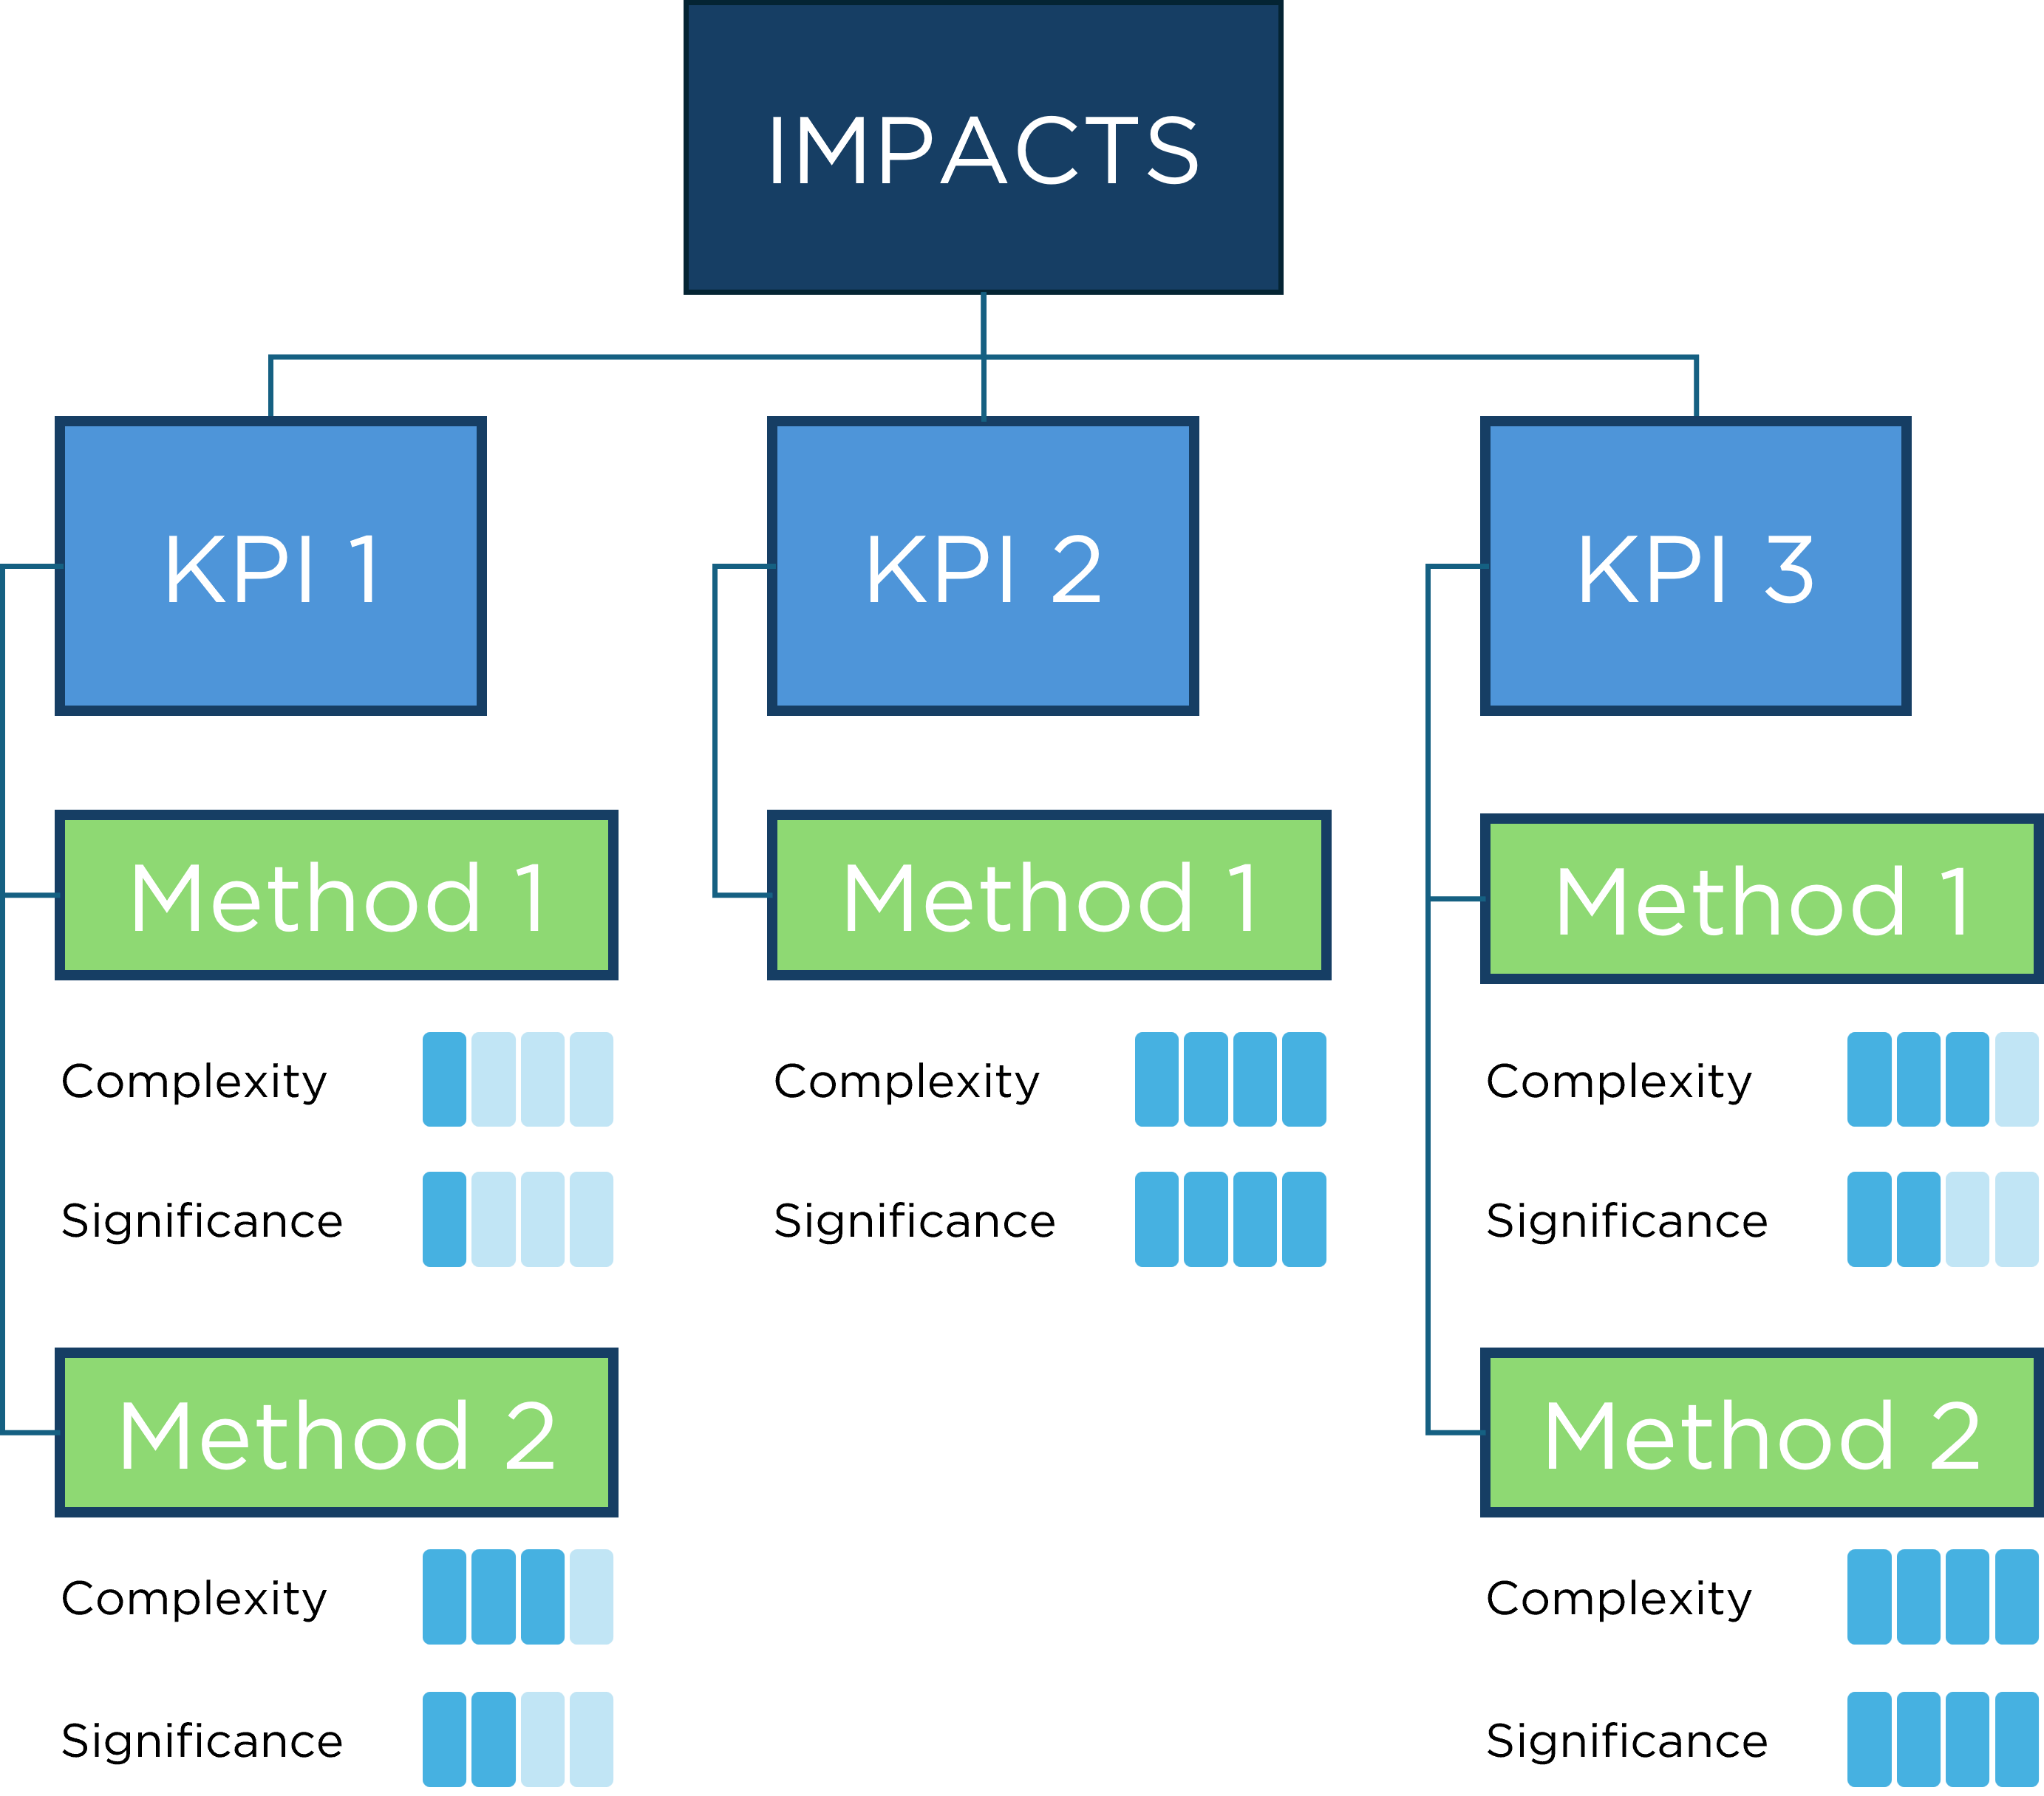 IMPACTS
KPI 1
KPI 2
KPI 3
Method 1
Method 1
Method 1
Complexity
Complexity
Complexity
Significance
Significance
Significance
Method 2
Method 2
Complexity
Complexity
Significance
Significance